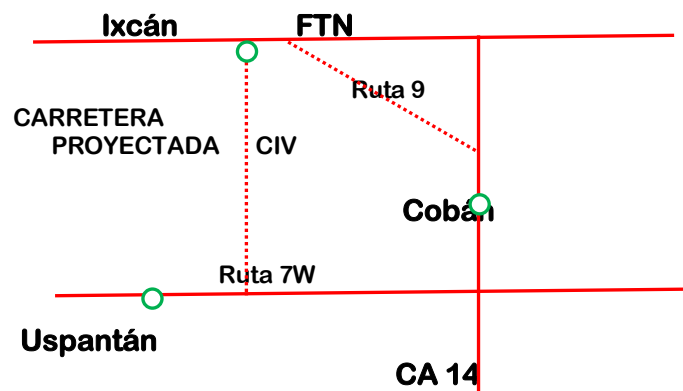 Ixcán FTN
Ruta 9
CARRETERA
PROYECTADA CIV
Cobán
Ruta 7W
Uspantán
CA 14